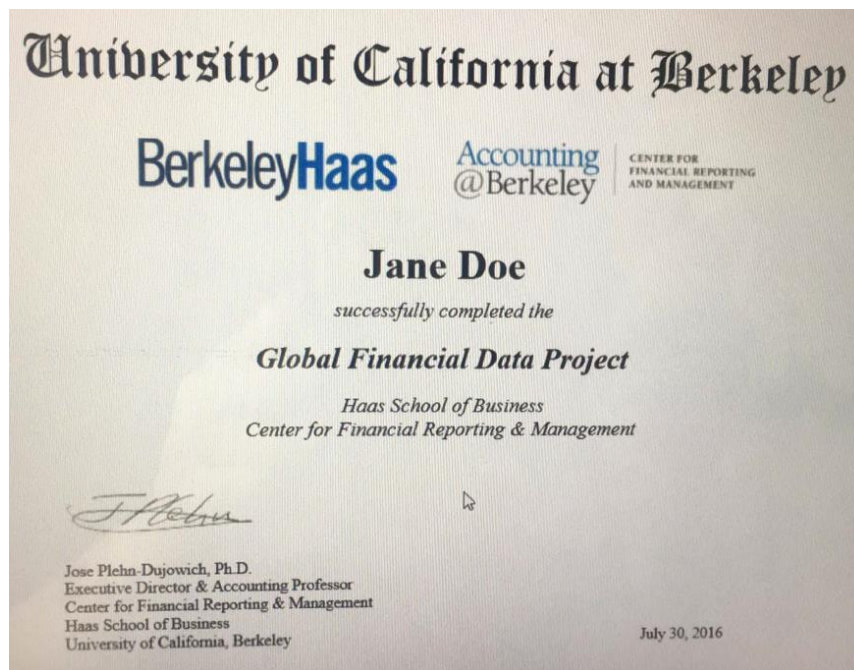 University of California at Berkeley
BerkeleyHaas
Accounting
@Berkeley
CENTER FOR
FINANCIAL REPORTING
AND MANAGEMENT
Jane Doe
successfully completed the
Global Financial Data Project
Haas School of Business
Center for Financial Reporting & Management
Jose Plehn-Dujowich, Ph.D.
Executive Director & Accounting Professor
Center for Financial Reporting & Management
Haas School of Business
University of California, Berkeley
July 30, 2016